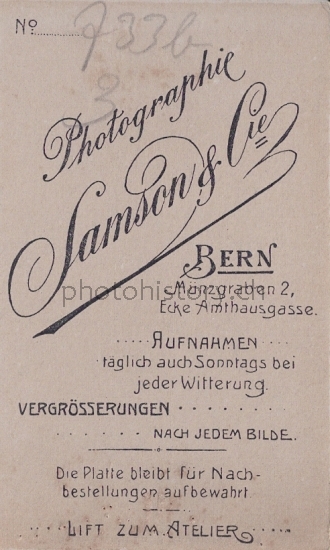 No 733b
3
Photographie
Samson & Cie
BERN
Münzgraben 2,
Ecke Amthausgasse.
AUFNAHMEN
täglich auch Sonntags bei
jeder Witterung.
VERGRÖSSERUNGEN
NACH JEDEM BILDE.
Die Platte bleibt für Nach-
bestellungen aufbewahrt
LIFT ZUM ATELIER
photohistory.ch